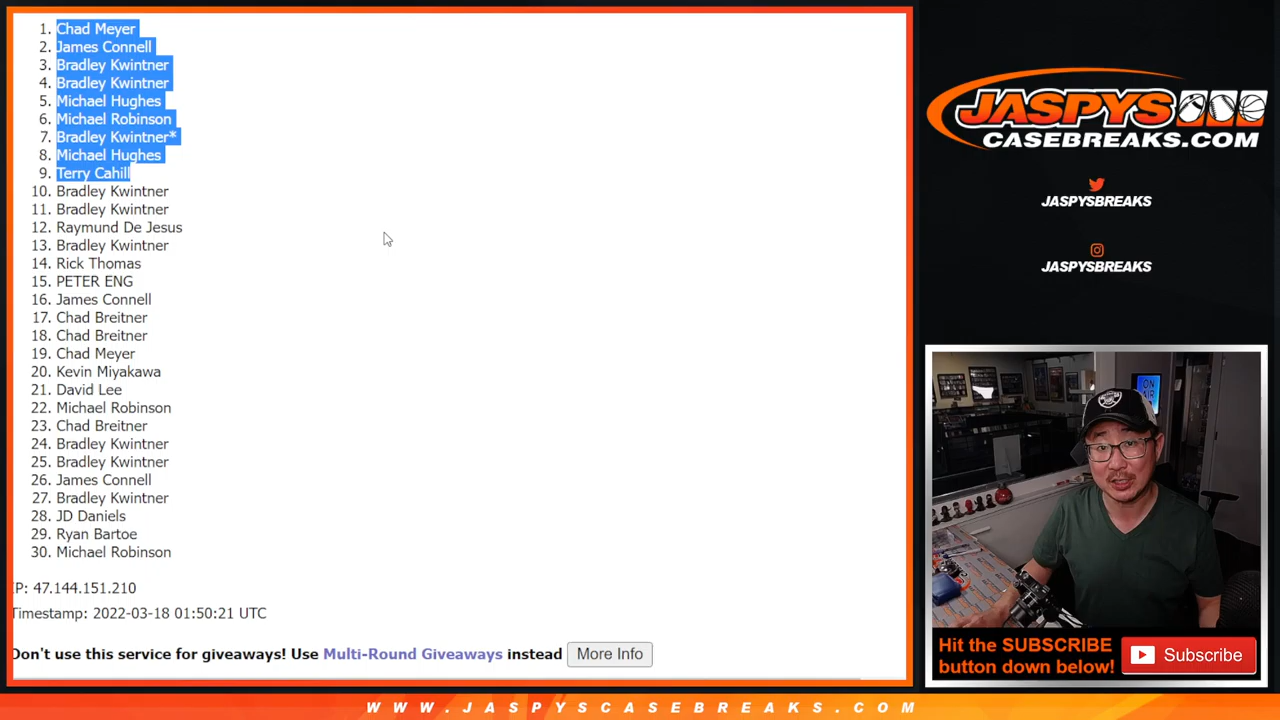 1. Chad Meyer
2. James Connell
3. Bradley Kwintner
4. Bradley Kwintner
5. Michael Hughes
6. Michael Robinson
7. Bradley Kwintner*
8. Michael Hughes
9. Terry Cahill
10. Bradley Kwintner
11. Bradley Kwintner
12. Raymund De Jesus
13. Bradley Kwintner
14. Rick Thomas
15. PETER ENG
16. James Connell
17. Chad Breitner
18. Chad Breitner
19. Chad Meyer
20. Kevin Miyakawa
21. David Lee
22. Michael Robinson
23. Chad Breitner
24. Bradley Kwintner
25. Bradley Kwintner
26. James Connell
27. Bradley Kwintner
28. JD Daniels
29. Ryan Bartoe
30. Michael Robinson
IP: 47.144.151.210
Timestamp: 2022-03-18 01:50:21 UTC
Don't use this service for giveaways! Use Multi-Round Giveaways instead More Info
JASPYS
CASEBREAKS.COM
JASPYSBREAKS
JASPYSBREAKS
ON
AIR
Hit the SUBSCRIBE
button down below!
Subscribe
WWW.JASPYSCASEBREAKS.COM